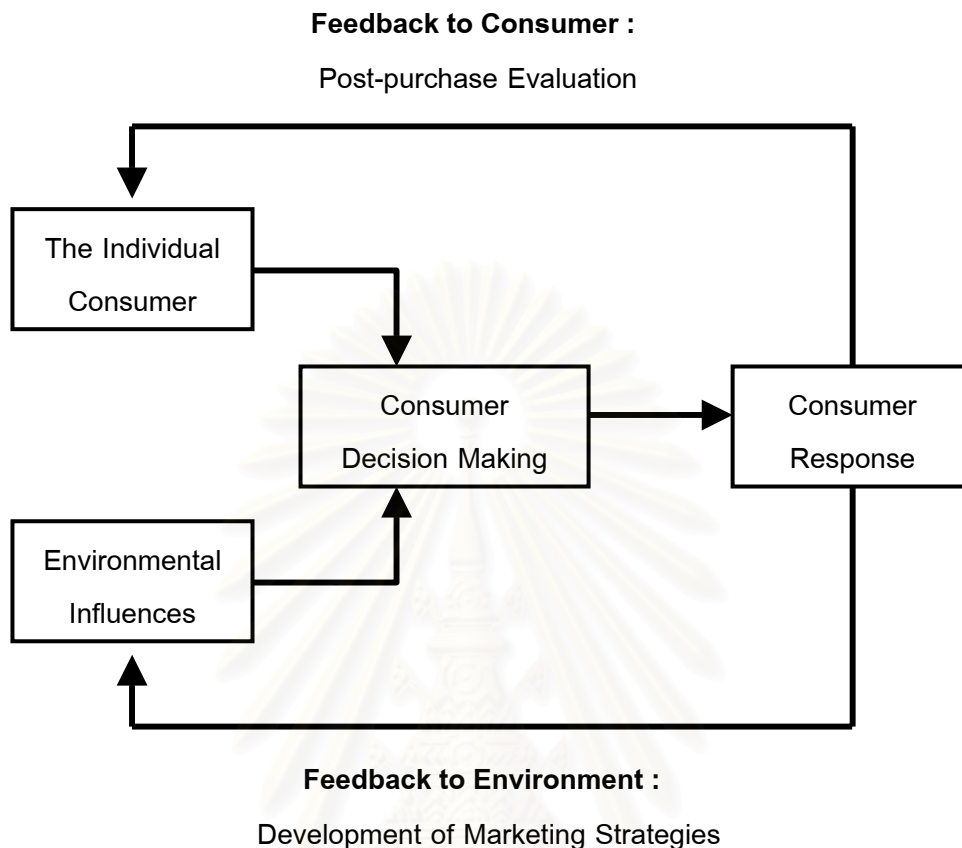 Feedback to Consumer :
Post-purchase Evaluation
The Individual
Consumer
Consumer
Decision Making
Consumer
Response
Environmental
Influences
Feedback to Environment :
Development of Marketing Strategies